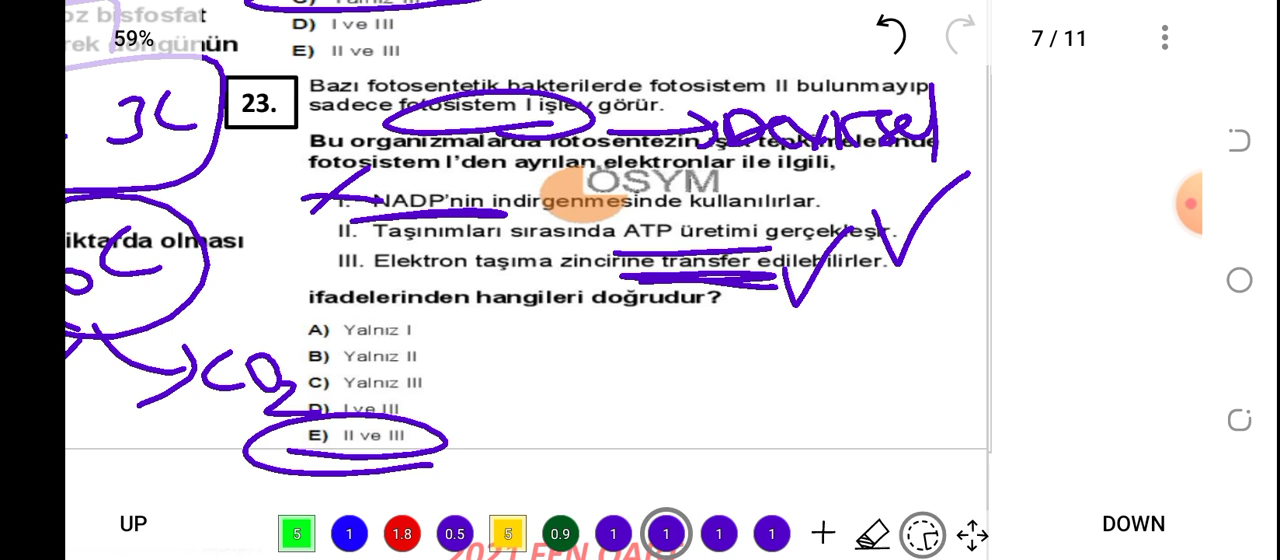 59%
7 / 11
oz bisfosfat
rek döngünün
D) I ve III
E) II ve III
3C
23.
Bazı fotosentetik bakterilerde fotosistem II bulunmayıp
sadece fotosistem I işlev görür.
Devirsel
Bu organizmalarda fotosentezin ışık tepkimelerinde
fotosistem I'den ayrılan elektronlar ile ilgili,
ÖSYM
I. NADP'nin indirgenmesinde kullanılırlar.
II. Taşınımları sırasında ATP üretimi gerçekleşir.
III. Elektron taşıma zincirine transfer edilebilirler.
iktarda olması
C
ifadelerinden hangileri doğrudur?
A) Yalnız I
B) Yalnız II
C) Yalnız III
D) I ve III
E) II ve III
CO2
UP
5 1 1.8 0.5 5 0.9 1 1 1 1
DOWN
2021 FEN